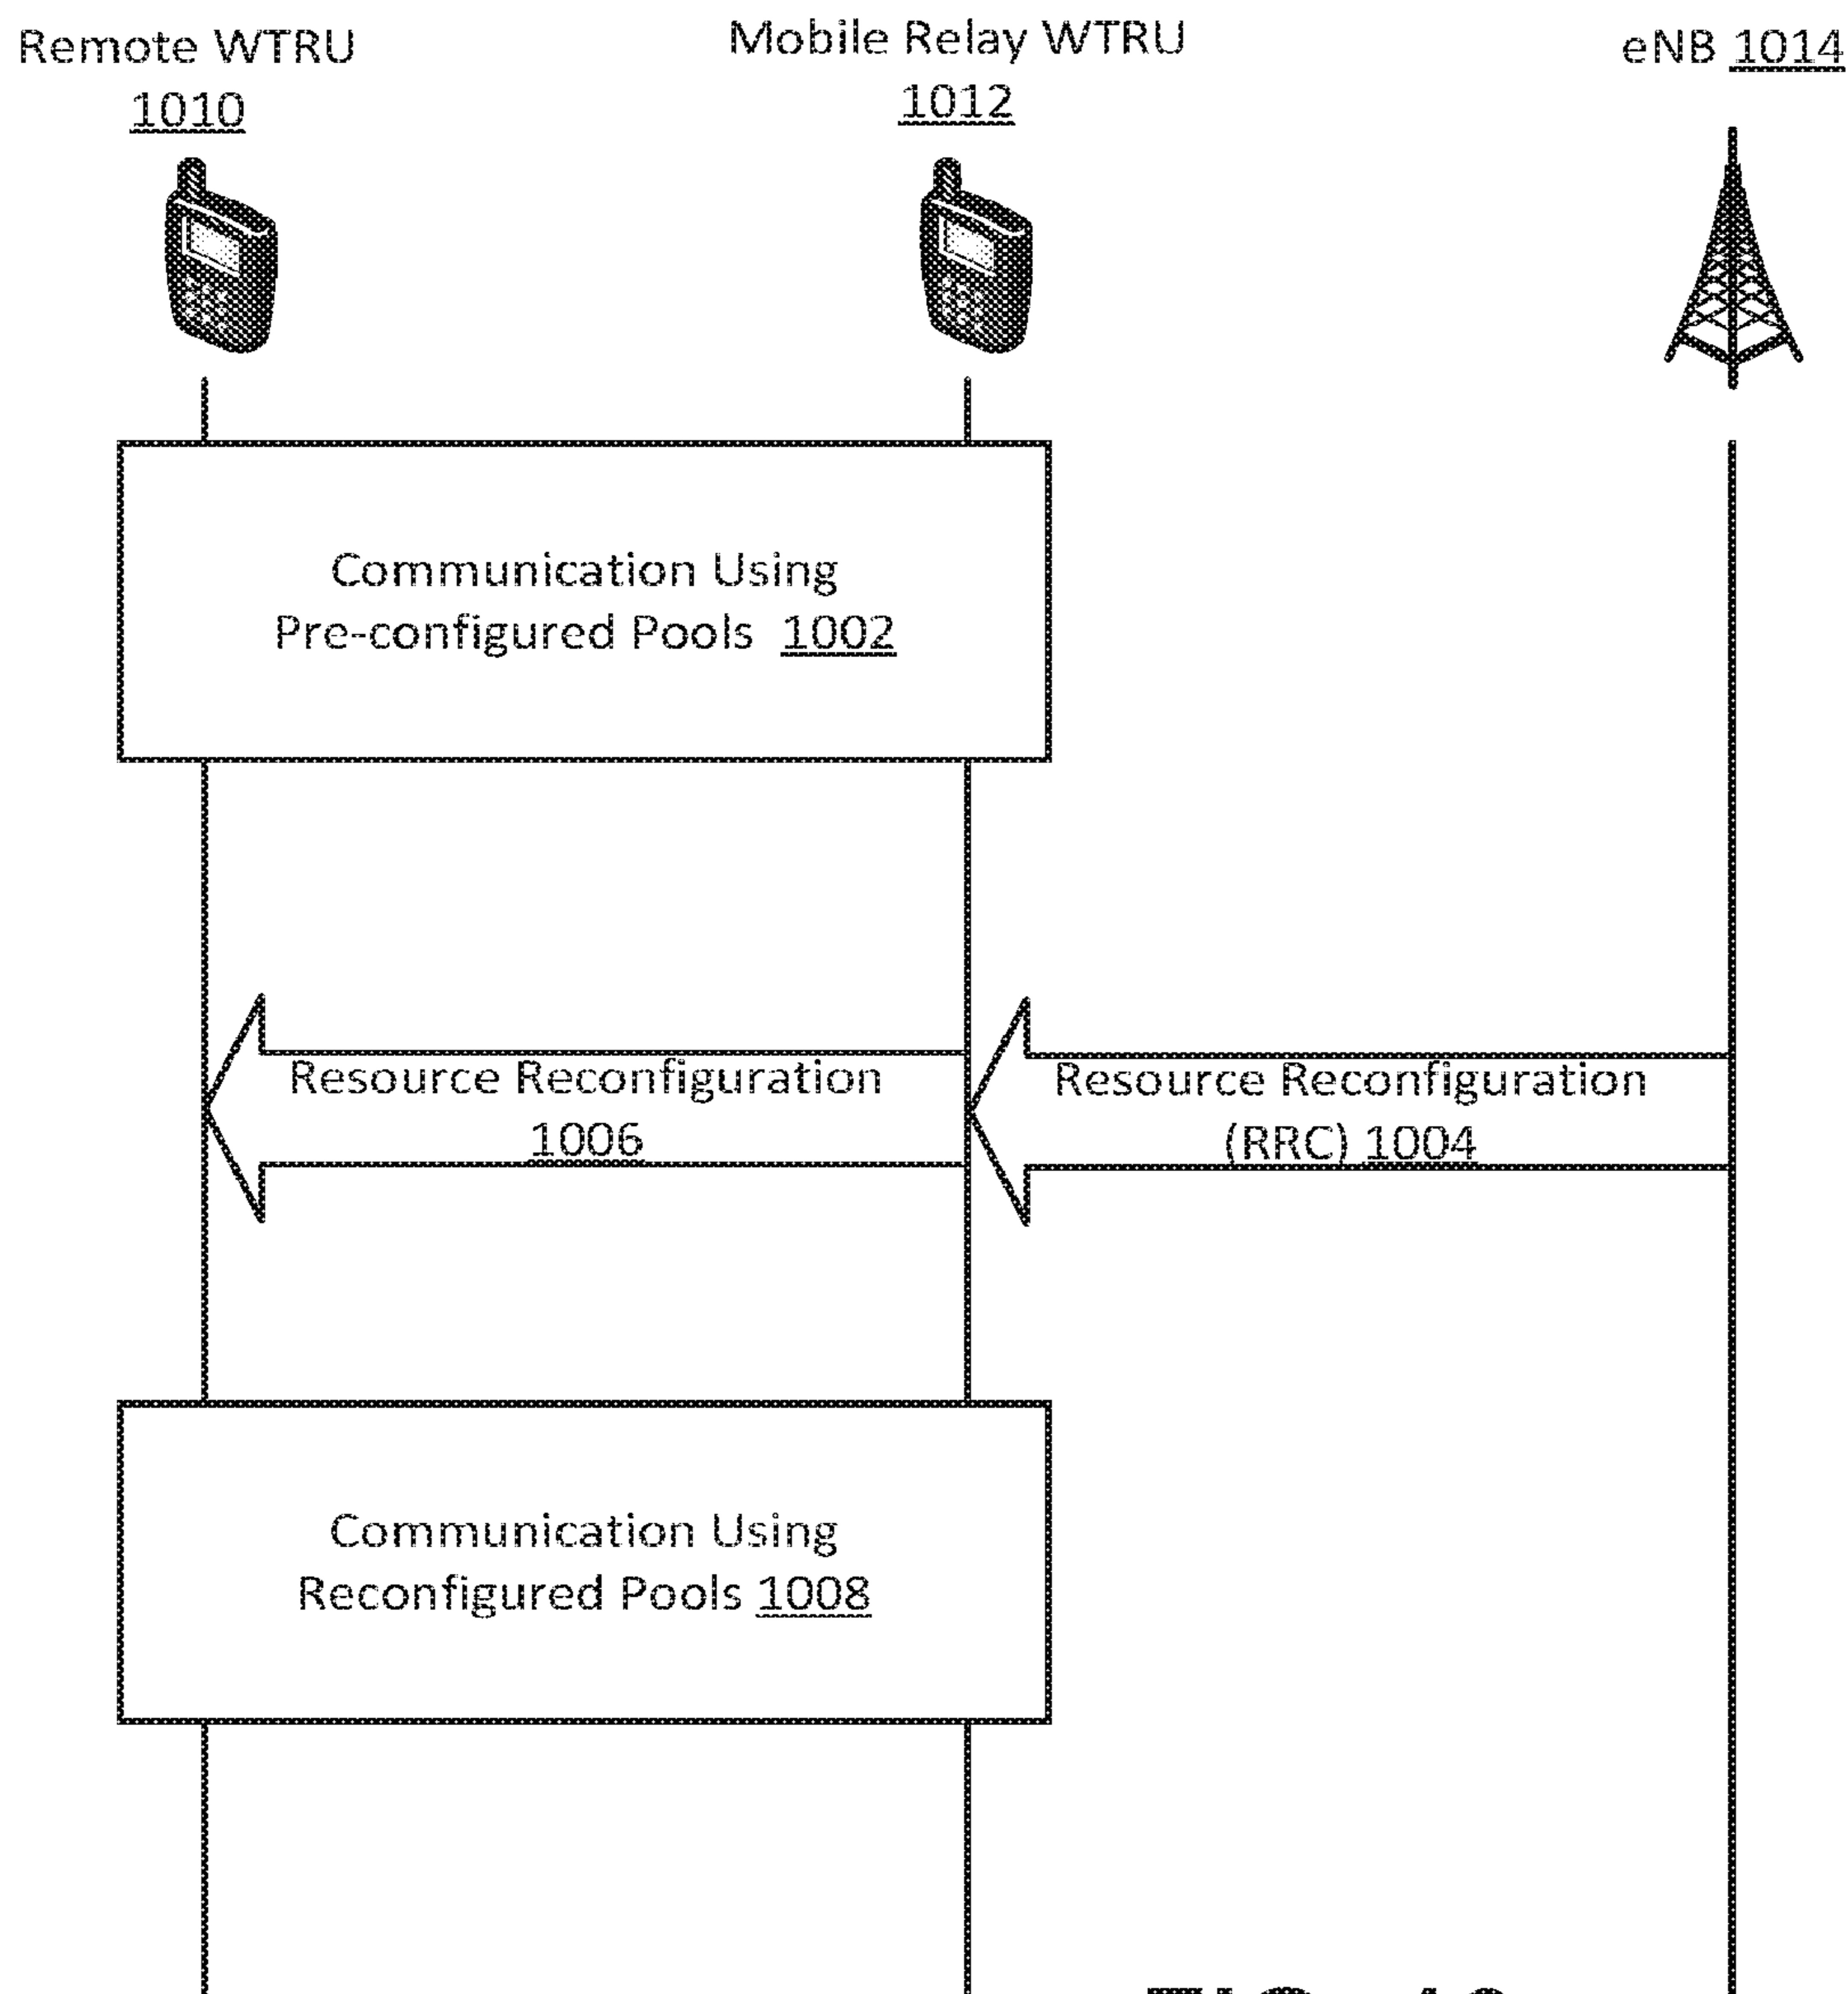 Remote WTRU
1010
Mobile Relay WTRU
1012
eNB 1014
Communication Using
Pre-configured Pools 1002
Resource Reconfiguration
1006
Resource Reconfiguration
(RRC) 1004
Communication Using
Reconfigured Pools 1008